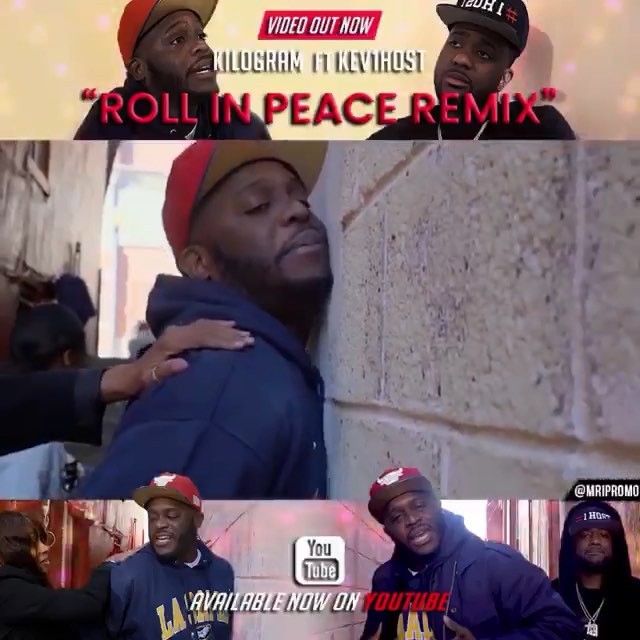 VIDEO OUT NOW
KILOGRAM FT KEV1HOST
"ROLL IN PEACE REMIX"
@MRIPROMO
You
Tube
AVAILABLE NOW ON YOUTUBE